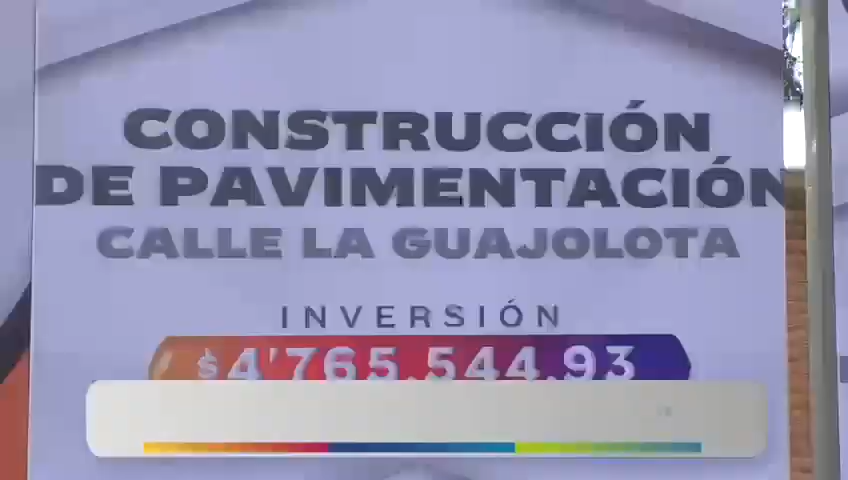 CONSTRUCCIÓN
DE PAVIMENTACIÓN
CALLE LA GUAJOLOTA
INVERSIÓN
$4'765,544.93